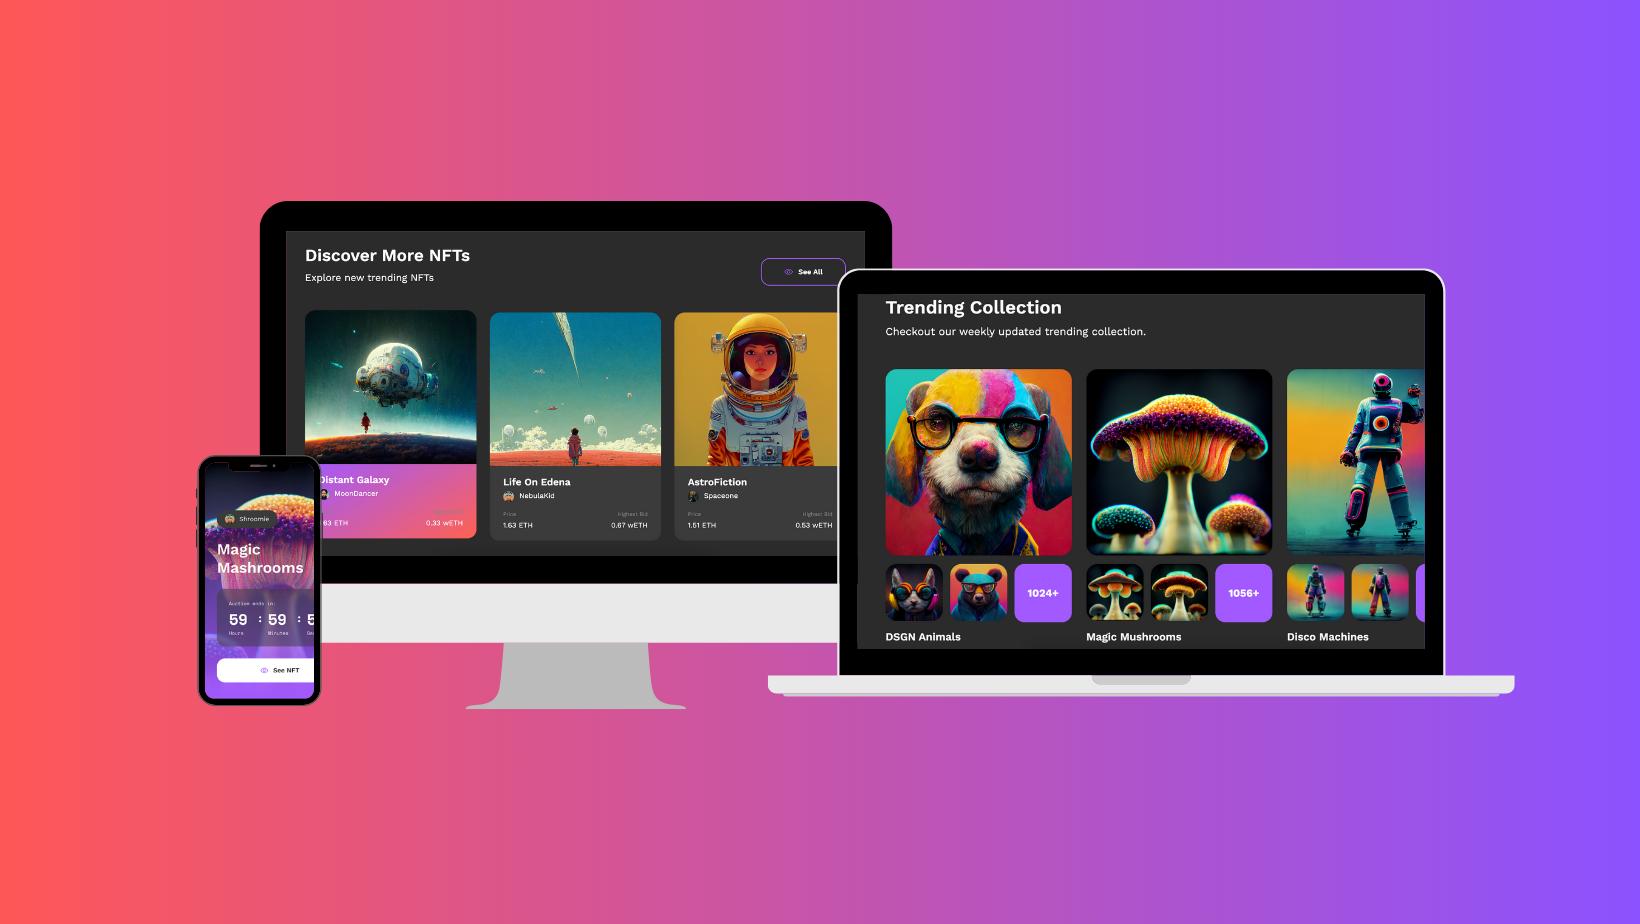 Discover More NFTs
Explore new trending NFTs
See All
Distant Galaxy
MoonDancer
63 ETH
0.33 wETH
Life On Edena
NebulaKid
Price
Highest Bid
1.63 ETH
0.67 wETH
AstroFiction
Spaceone
Price
Highest Bid
1.51 ETH
0.53 wETH
Shroomie
Magic
Mashrooms
Auction ends in:
59 : 59 : 5
Hours
Minutes
See NFT
Trending Collection
Checkout our weekly updated trending collection.
1024+
1056+
DSGN Animals
Magic Mushrooms
Disco Machines